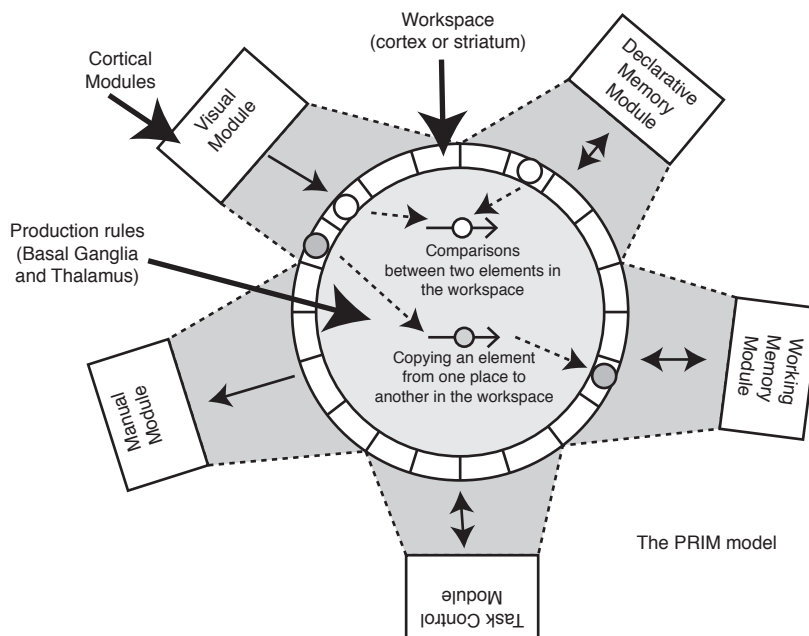 Workspace
(cortex or striatum)
Cortical
Modules
Visual
Module
Declarative
Memory
Module
Production rules
(Basal Ganglia
and Thalamus)
Comparisons
between two elements in
the workspace
Copying an element
from one place to
another in the workspace
Working
Memory
Module
Manual
Module
Task Control
Module
The PRIM model